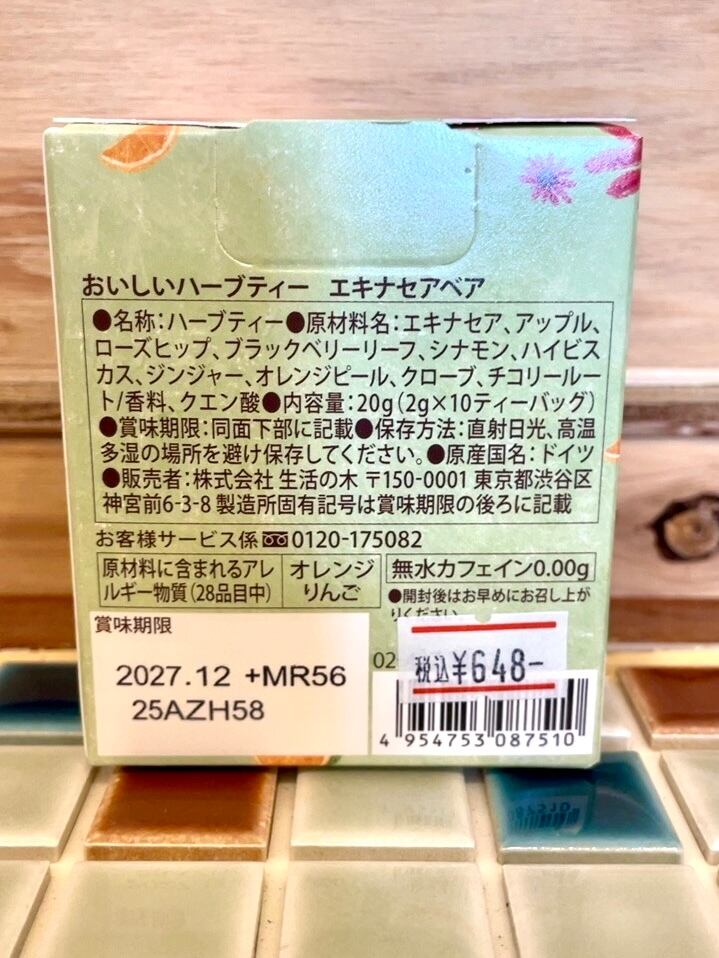 おいしいハーブティー エキナセアベア
●名称:ハーブティー●原材料名:エキナセア、アップル、
ローズヒップ、ブラックベリーリーフ、シナモン、ハイビス
カス、ジンジャー、オレンジピール、クローブ、チコリールー
ト/香料、クエン酸●内容量:20g(2g×10ティーバッグ)
●賞味期限:同面下部に記載●保存方法:直射日光、高温
多湿の場所を避け保存してください。●原産国名:ドイツ
●販売者:株式会社 生活の木 〒150-0001 東京都渋谷区
神宮前6-3-8 製造所固有記号は賞味期限の後ろに記載
お客様サービス係 0120-175082
原材料に含まれるアレ
ルギー物質(28品目中)
オレンジ
りんご
無水カフェイン0.00g
●開封後はお早めにお召し上が
りください。
賞味期限
2027.12 +MR56
25AZH58
02
税込¥648-
4 954753 087510